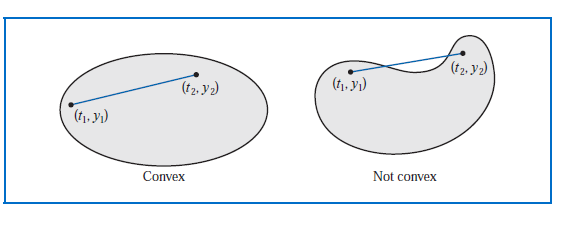 (t₂, y₂)
(t₁, y₁)
Convex
(t₂, y₂)
(t₁, y₁)
Not convex